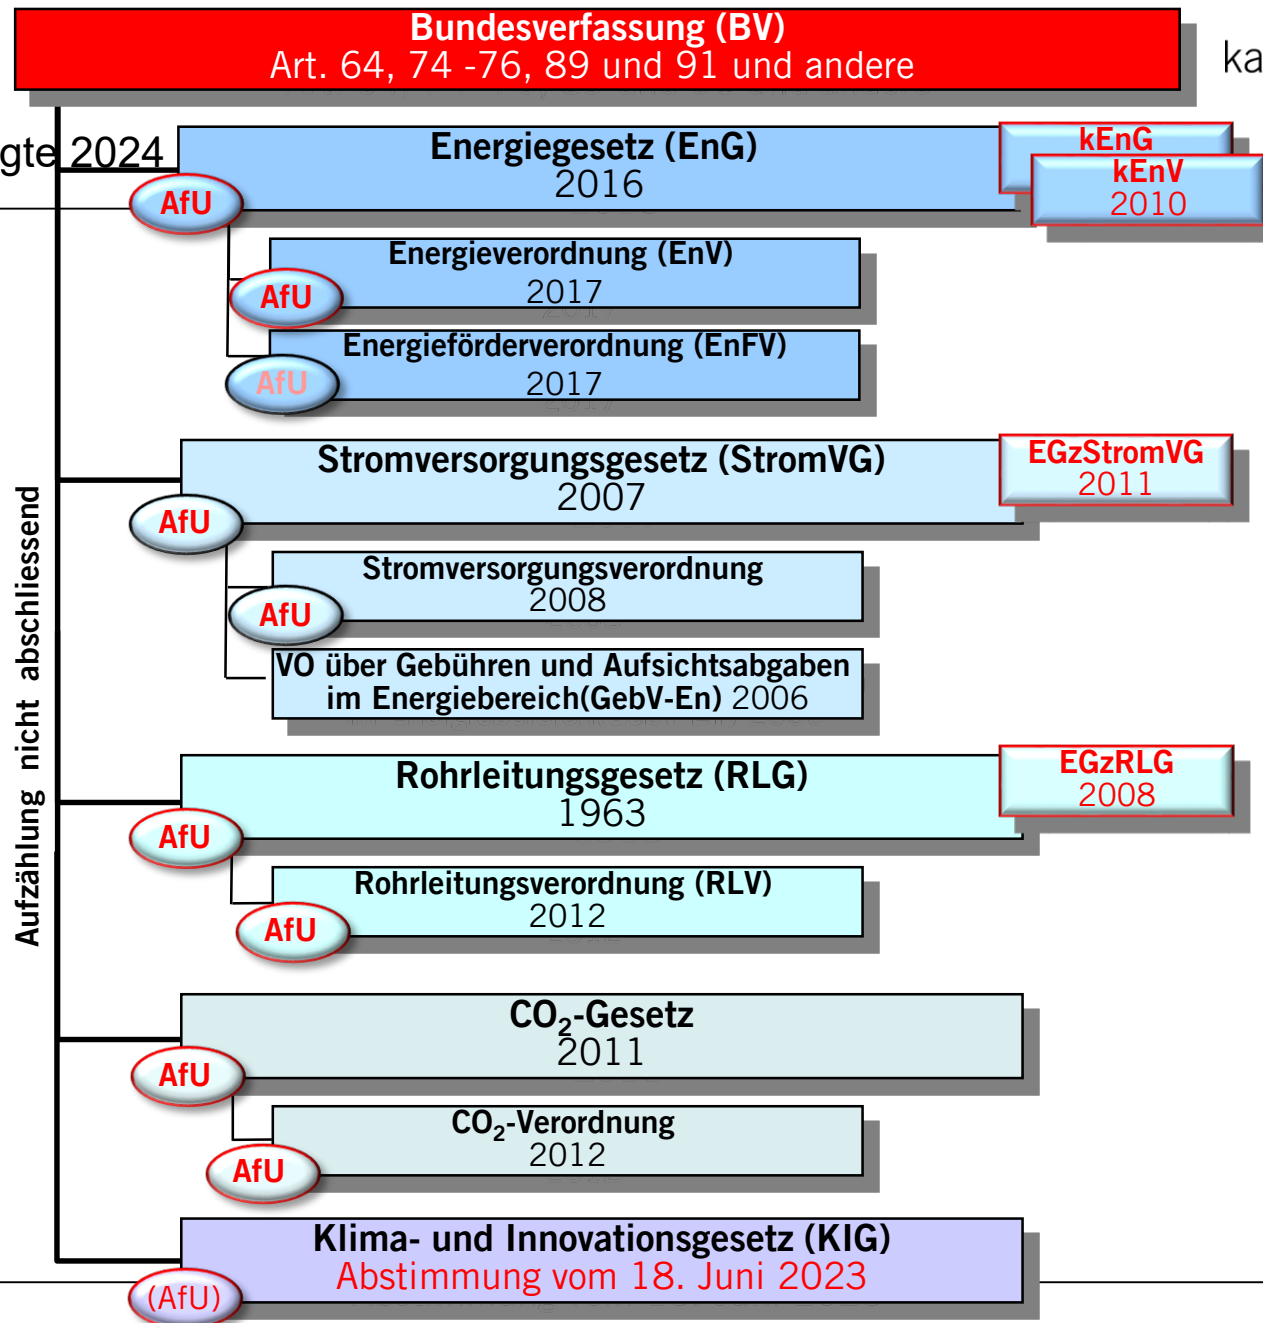 Bundesverfassung (BV)
Art. 64, 74 -76, 89 und 91 und andere
ka
gte 2024
Energiegesetz (EnG)
2016
kEnG
kEnV
2010
AfU
Energieverordnung (EnV)
2017
AfU
Energieförderverordnung (EnFV)
2017
AfU
Stromversorgungsgesetz (StromVG)
2007
EGzStromVG
2011
AfU
Stromversorgungsverordnung
2008
AfU
VO über Gebühren und Aufsichtsabgaben
im Energiebereich(GebV-En) 2006
Aufzählung nicht abschliessend
Rohrleitungsgesetz (RLG)
1963
EGzRLG
2008
AfU
Rohrleitungsverordnung (RLV)
2012
AfU
CO₂-Gesetz
2011
AfU
CO₂-Verordnung
2012
AfU
Klima- und Innovationsgesetz (KIG)
Abstimmung vom 18. Juni 2023
(AfU)